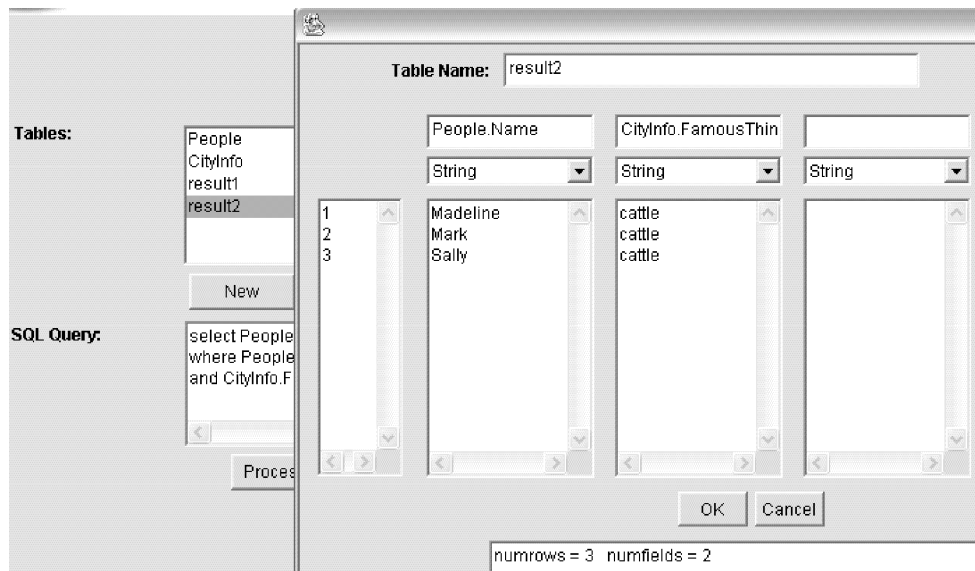 Table Name: result2
Tables:
People
CityInfo
result1
result2
New
SQL Query:
select People
where People
and CityInfo.F
Proces
People.Name CityInfo.FamousThin
String String String
1 Madeline cattle
2 Mark cattle
3 Sally cattle
OK Cancel
numrows = 3 numfields = 2